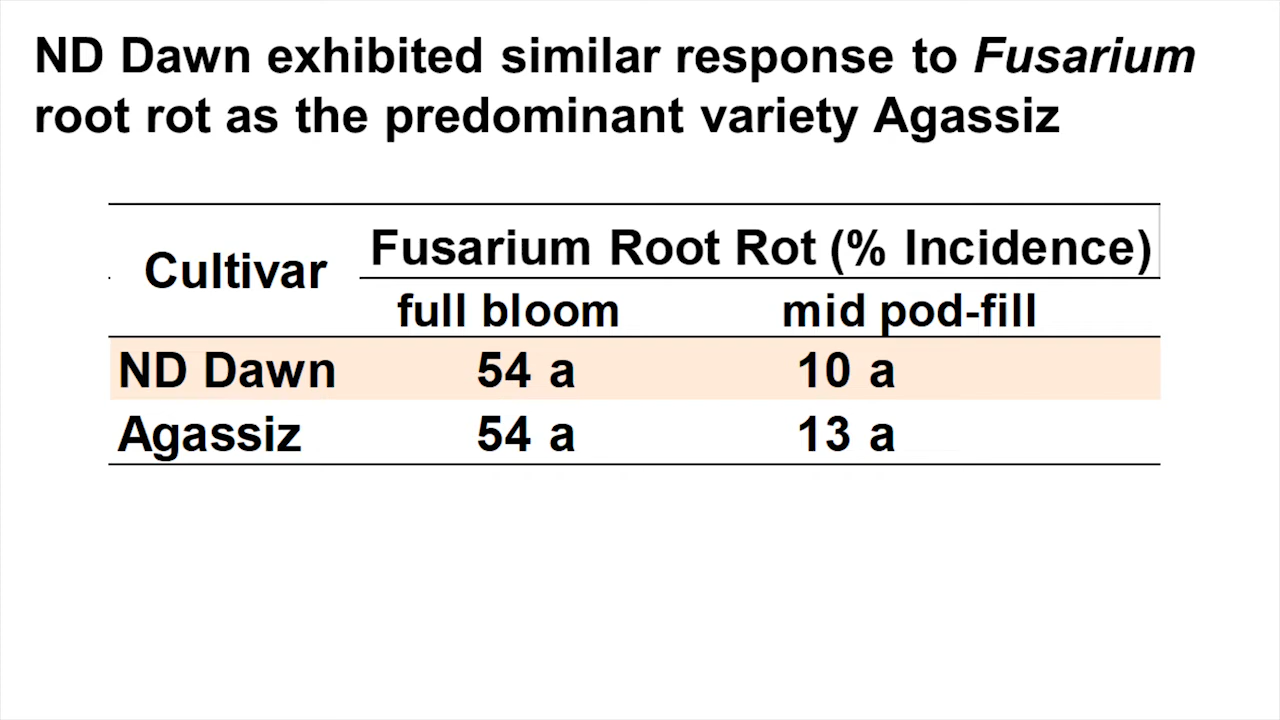 ND Dawn exhibited similar response to Fusarium
root rot as the predominant variety Agassiz
Cultivar
Fusarium Root Rot (% Incidence)
full bloom mid pod-fill
ND Dawn 54 a 10 a
Agassiz 54 a 13 a